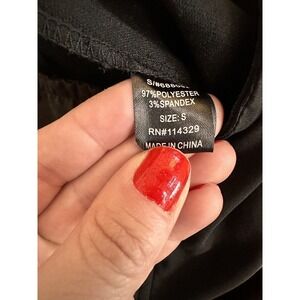 97%POLYESTER
3%SPANDEX
SIZE: S
RN#114329
MADE IN CHINA